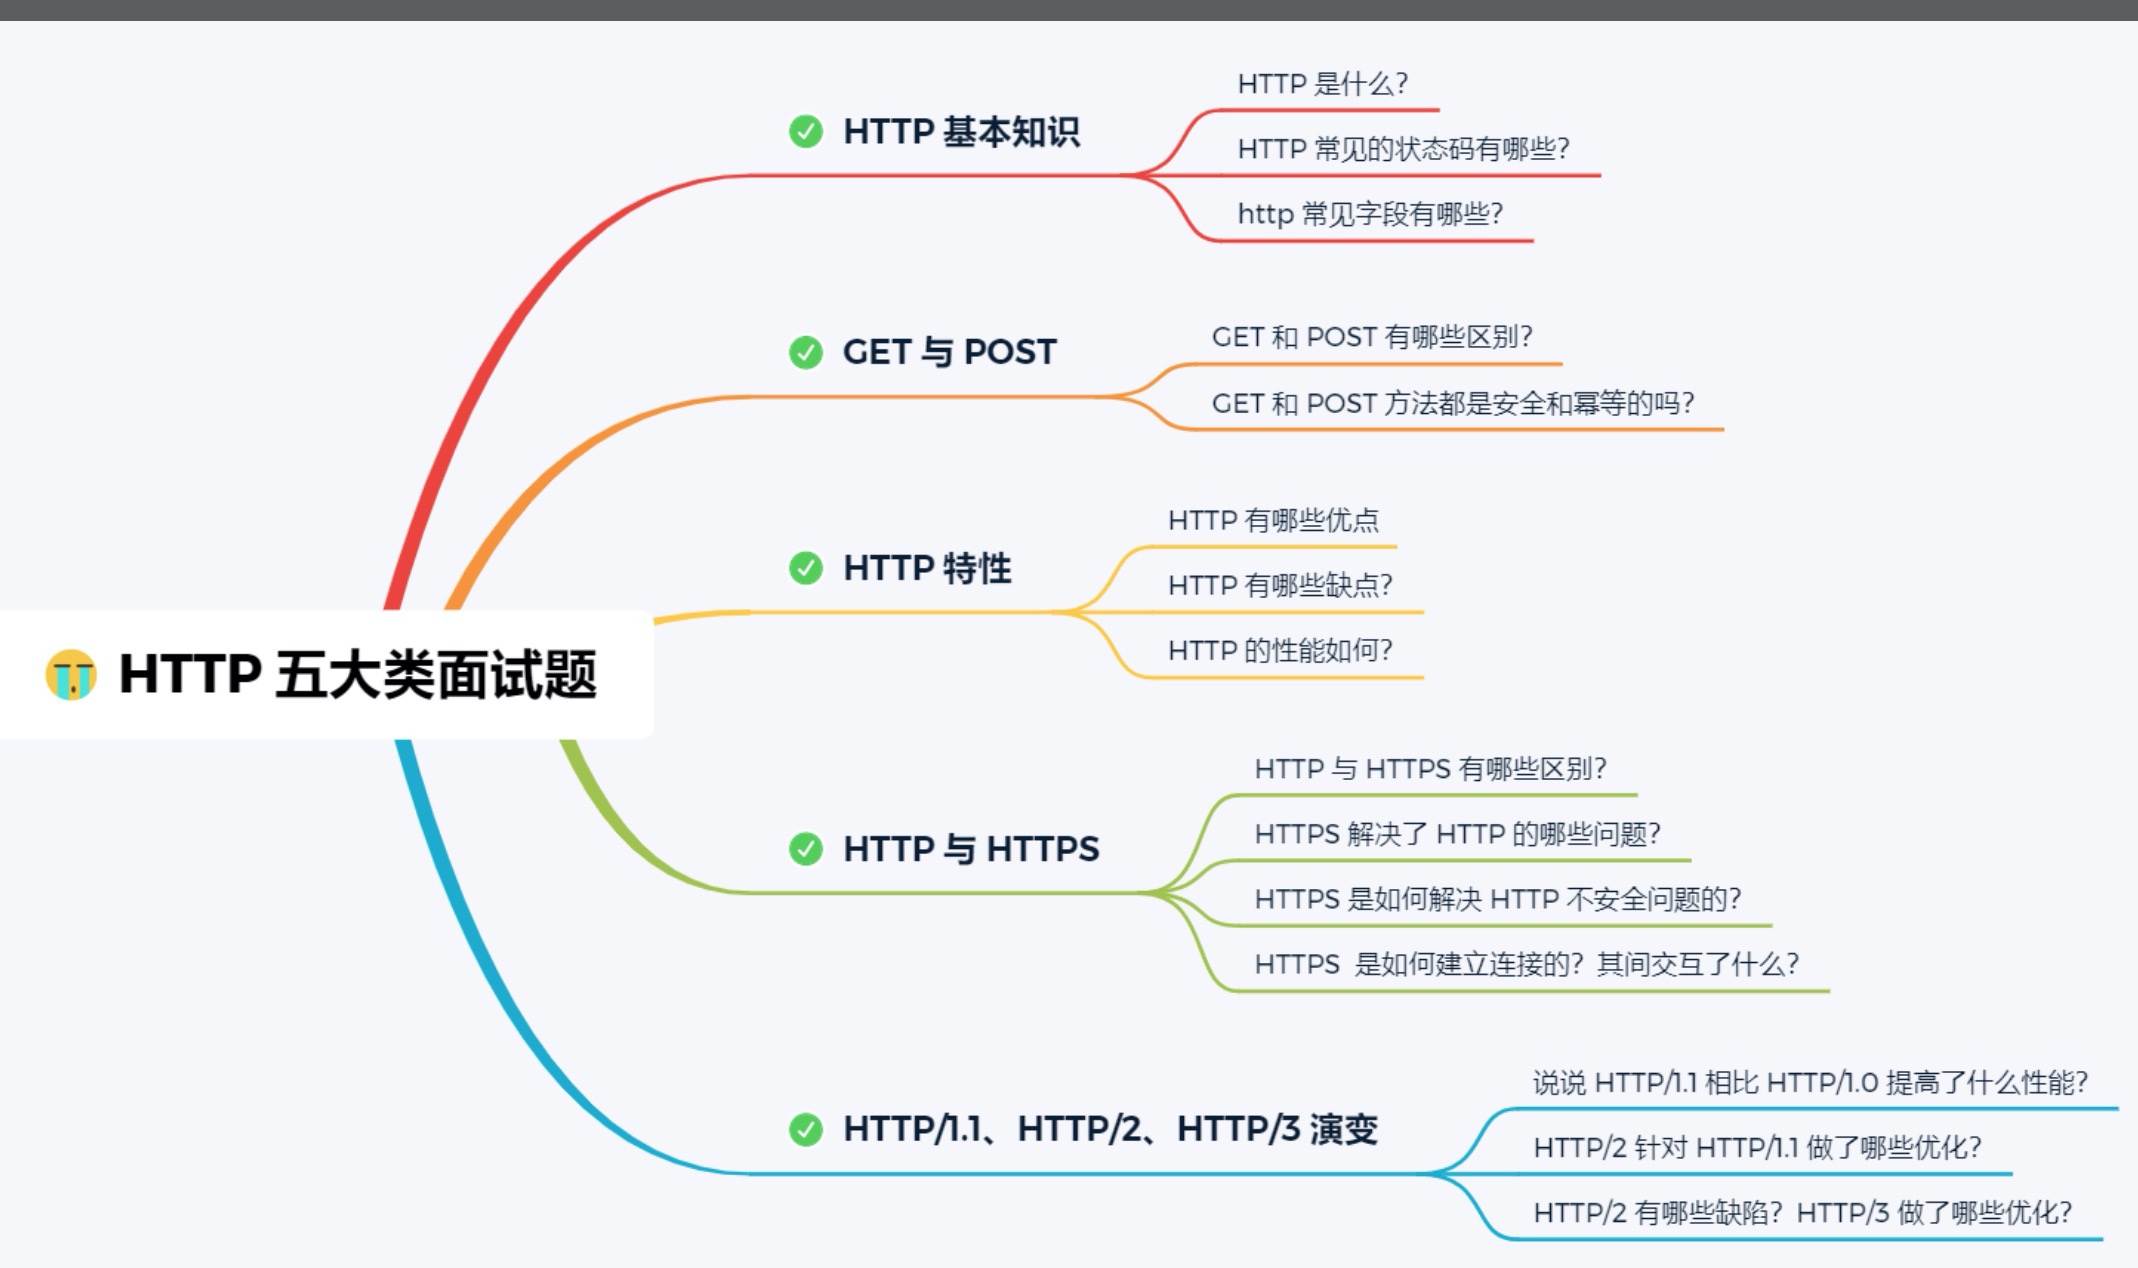 HTTP 五大类面试题
HTTP 基本知识
HTTP 是什么？
HTTP 常见的状态码有哪些？
http 常见字段有哪些？
GET 与 POST
GET 和 POST 有哪些区别？
GET 和 POST 方法都是安全和幂等的吗？
HTTP 特性
HTTP 有哪些优点
HTTP 有哪些缺点？
HTTP 的性能如何？
HTTP 与 HTTPS
HTTP 与 HTTPS 有哪些区别？
HTTPS 解决了 HTTP 的哪些问题？
HTTPS 是如何解决 HTTP 不安全问题的？
HTTPS  是如何建立连接的？其间交互了什么？
HTTP/1.1、HTTP/2、HTTP/3 演变
说说 HTTP/1.1 相比 HTTP/1.0 提高了什么性能？
HTTP/2 针对 HTTP/1.1 做了哪些优化？
HTTP/2 有哪些缺陷？HTTP/3 做了哪些优化？